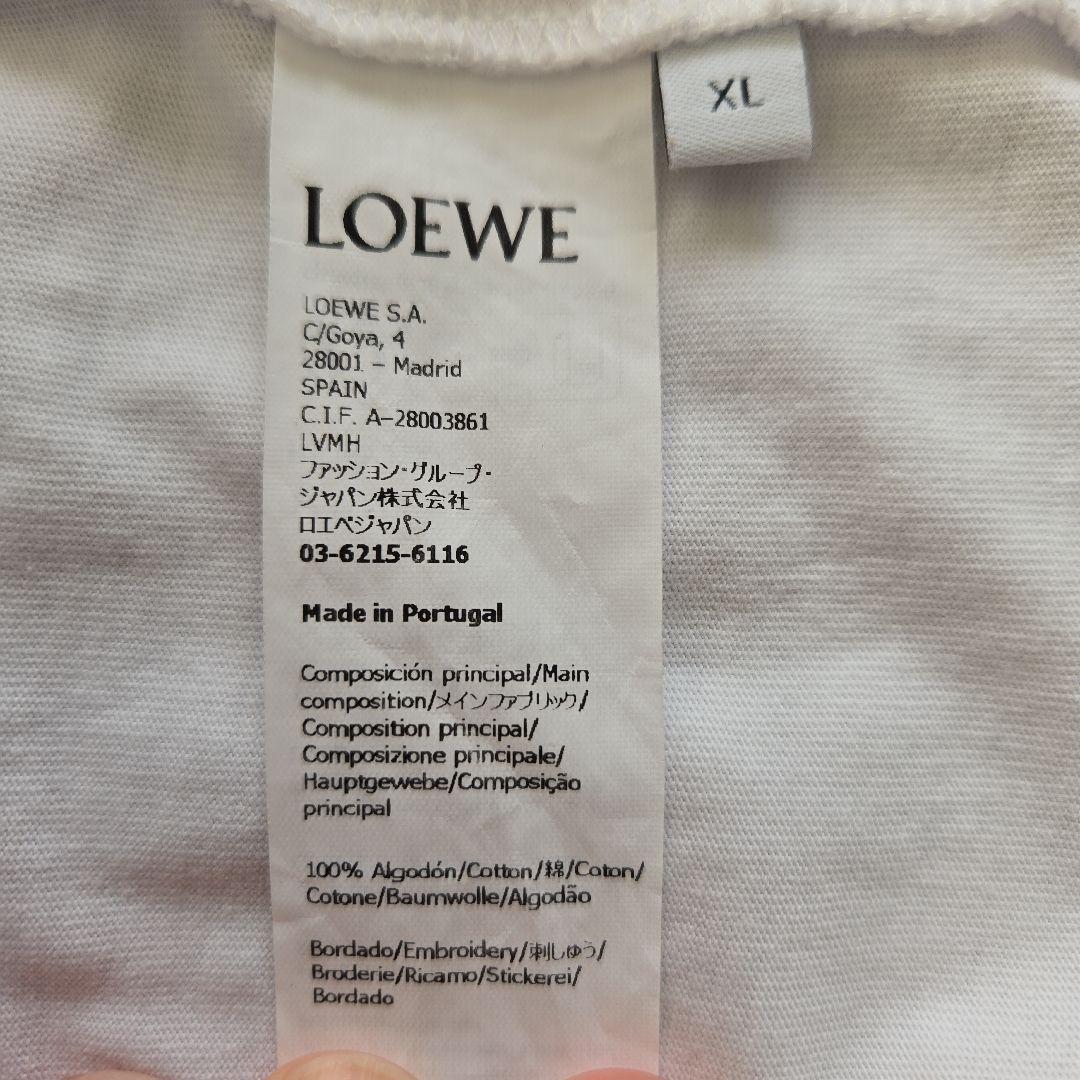 XL
LOEWE
LOEWE S.A.
C/Goya, 4
28001 – Madrid
SPAIN
C.I.F. A-28003861
LVMH
ファッション・グループ・
ジャパン株式会社
ロエベジャパン
03-6215-6116
Made in Portugal
Composición principal/Main
composition/メインファブリック/
Composition principal/
Composizione principale/
Hauptgewebe/Composição
principal
100% Algodón/Cotton/綿/Coton/
Cotone/Baumwolle/Algodão
Bordado/Embroidery/刺しゅう/
Broderie/Ricamo/Stickerei/
Bordado